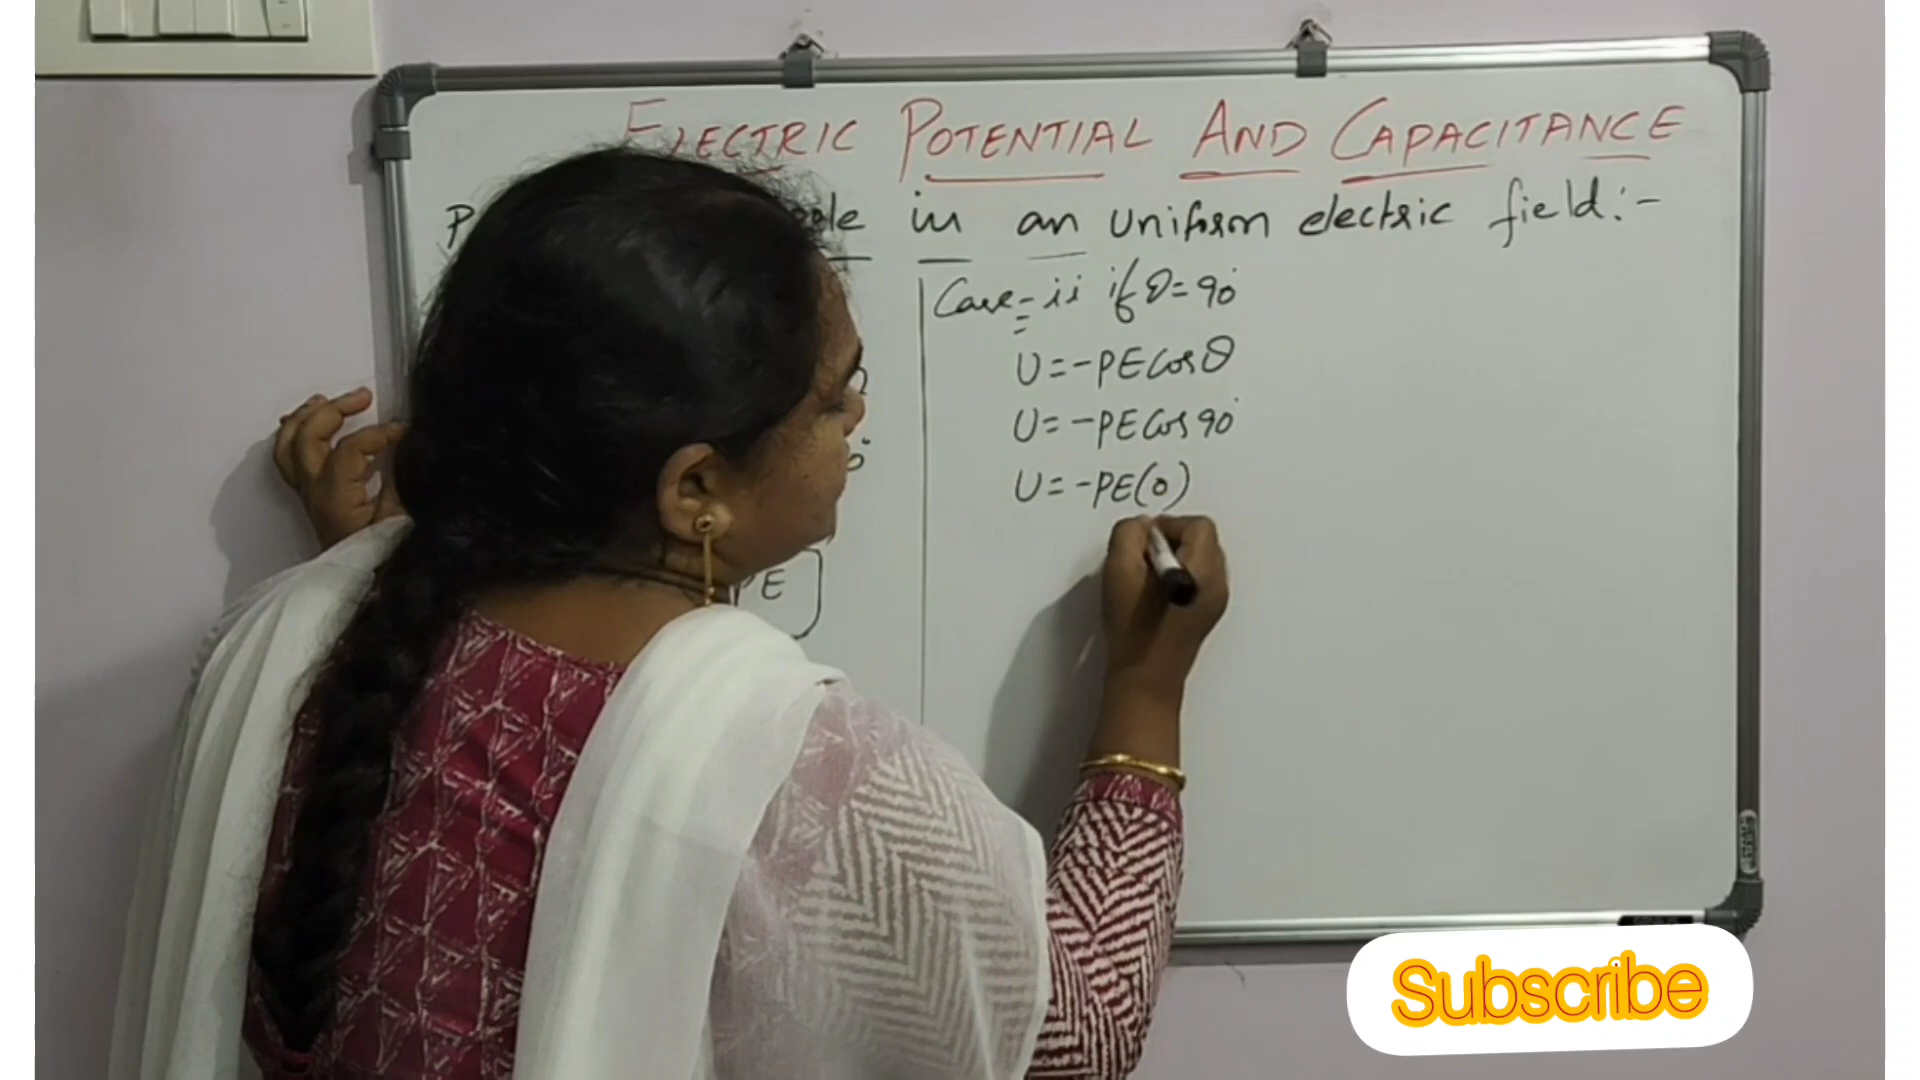 ELECTRIC POTENTIAL AND CAPACITANCE
in an uniform electric field:-
PE
Case-ii if θ=90°
U=-PECosθ
U=-PECos90°
U=-PE(0)
Subscribe